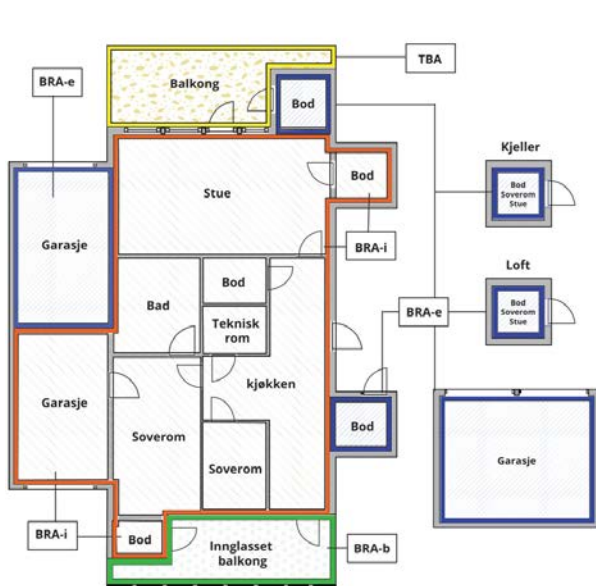 TBA
Balkong
BRA-e
Bod
Kjeller
Bod
Soverom
Stue
Bod
Stue
Garasje
BRA-i
Loft
Bod
Soverom
Stue
Bod
Bad
Teknisk
rom
BRA-e
kjøkken
Garasje
Soverom
Bod
Garasje
Soverom
BRA-i
Bod
Innglasset
balkong
BRA-b